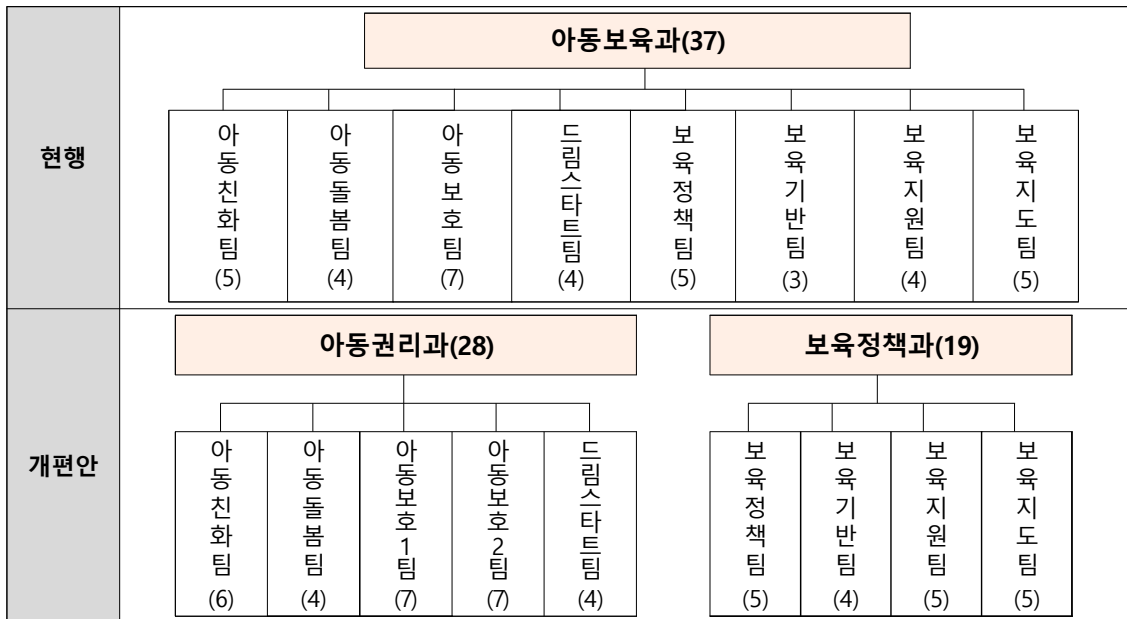 현행
아동보육과(37)
아동친화팀
(5)
아동돌봄팀
(4)
아동보호팀
(7)
드림스타트팀
(4)
보육정책팀
(5)
보육기반팀
(3)
보육지원팀
(4)
보육지도팀
(5)
개편안
아동권리과(28)
아동친화팀
(6)
아동돌봄팀
(4)
아동보호1팀
(7)
아동보호2팀
(7)
드림스타트팀
(4)
보육정책과(19)
보육정책팀
(5)
보육기반팀
(4)
보육지원팀
(5)
보육지도팀
(5)